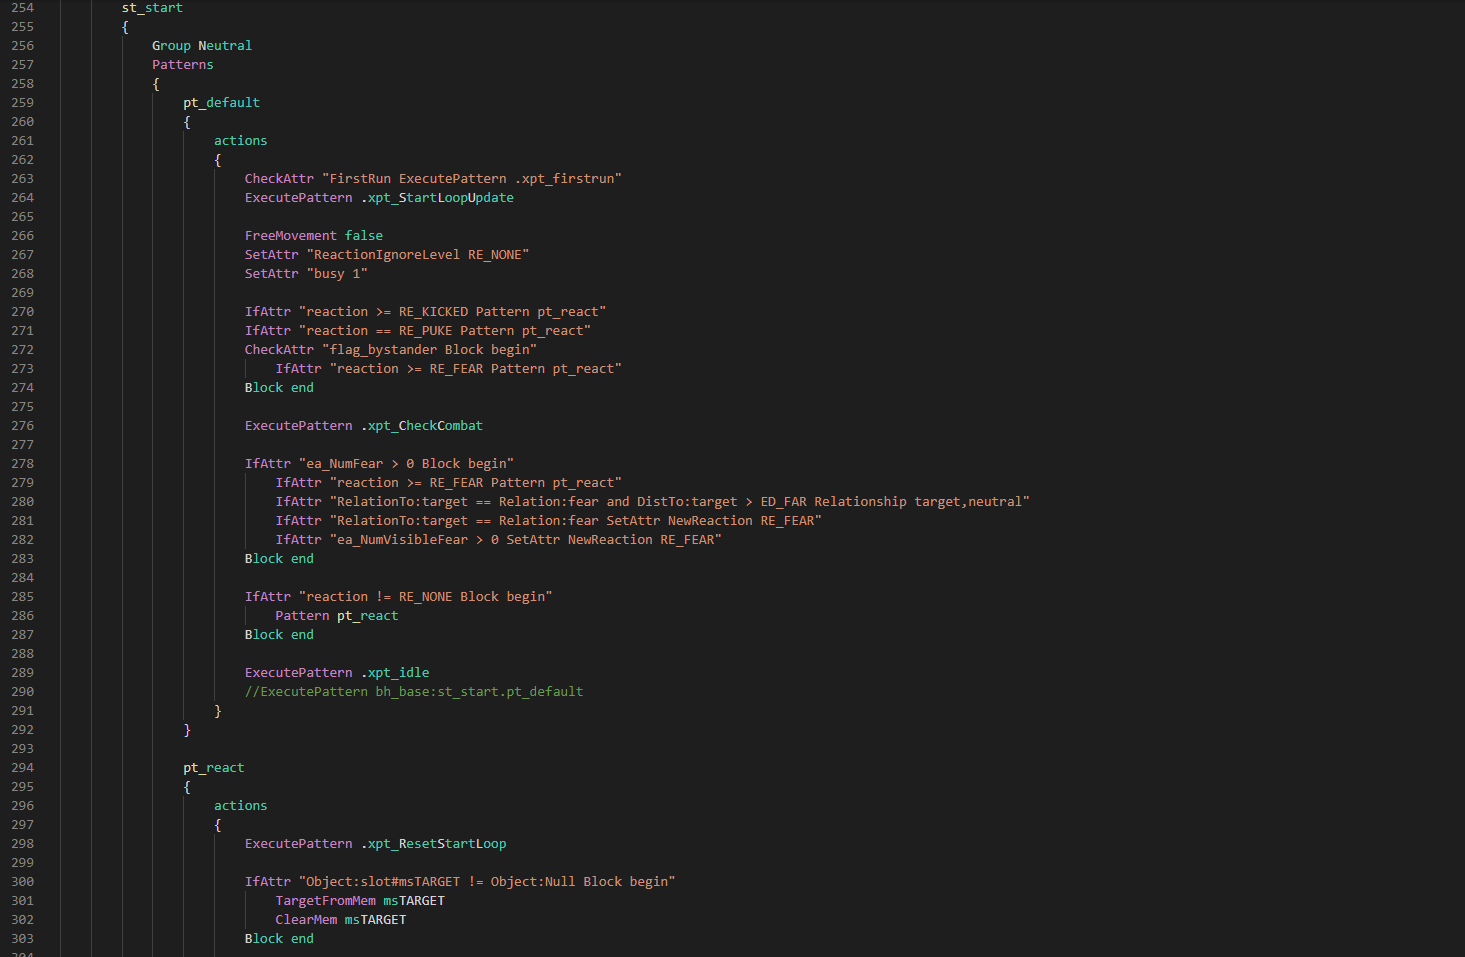 254 st_start
255 {
256 Group Neutral
257 Patterns
258 {
259 pt_default
260 {
261 actions
262 {
263 CheckAttr "FirstRun ExecutePattern .xpt_firstrun"
264 ExecutePattern .xpt_StartLoopUpdate
265
266 FreeMovement false
267 SetAttr "ReactionIgnoreLevel RE_NONE"
268 SetAttr "busy 1"
269
270 IfAttr "reaction >= RE_KICKED Pattern pt_react"
271 IfAttr "reaction == RE_PUKE Pattern pt_react"
272 CheckAttr "flag_bystander Block begin"
273 IfAttr "reaction >= RE_FEAR Pattern pt_react"
274 Block end
275
276 ExecutePattern .xpt_CheckCombat
277
278 IfAttr "ea_NumFear > 0 Block begin"
279 IfAttr "reaction >= RE_FEAR Pattern pt_react"
280 IfAttr "RelationTo:target == Relation:fear and DistTo:target > ED_FAR Relationship target,neutral"
281 IfAttr "RelationTo:target == Relation:fear SetAttr NewReaction RE_FEAR"
282 IfAttr "ea_NumVisibleFear > 0 SetAttr NewReaction RE_FEAR"
283 Block end
284
285 IfAttr "reaction != RE_NONE Block begin"
286 Pattern pt_react
287 Block end
288
289 ExecutePattern .xpt_idle
290 //ExecutePattern bh_base:st_start.pt_default
291 }
292 }
293
294 pt_react
295 {
296 actions
297 {
298 ExecutePattern .xpt_ResetStartLoop
299
300 IfAttr "Object:slot#msTARGET != Object:Null Block begin"
301 TargetFromMem msTARGET
302 ClearMem msTARGET
303 Block end
304